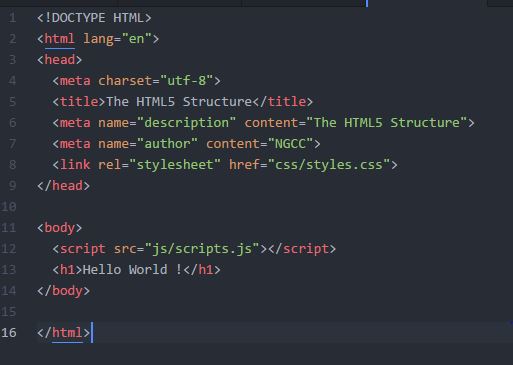 1 <!DOCTYPE HTML>
2 <html lang="en">
3 <head>
4   <meta charset="utf-8">
5   <title>The HTML5 Structure</title>
6   <meta name="description" content="The HTML5 Structure">
7   <meta name="author" content="NGCC">
8   <link rel="stylesheet" href="css/styles.css">
9 </head>
10
11 <body>
12   <script src="js/scripts.js"></script>
13   <h1>Hello World !</h1>
14 </body>
15
16 </html>